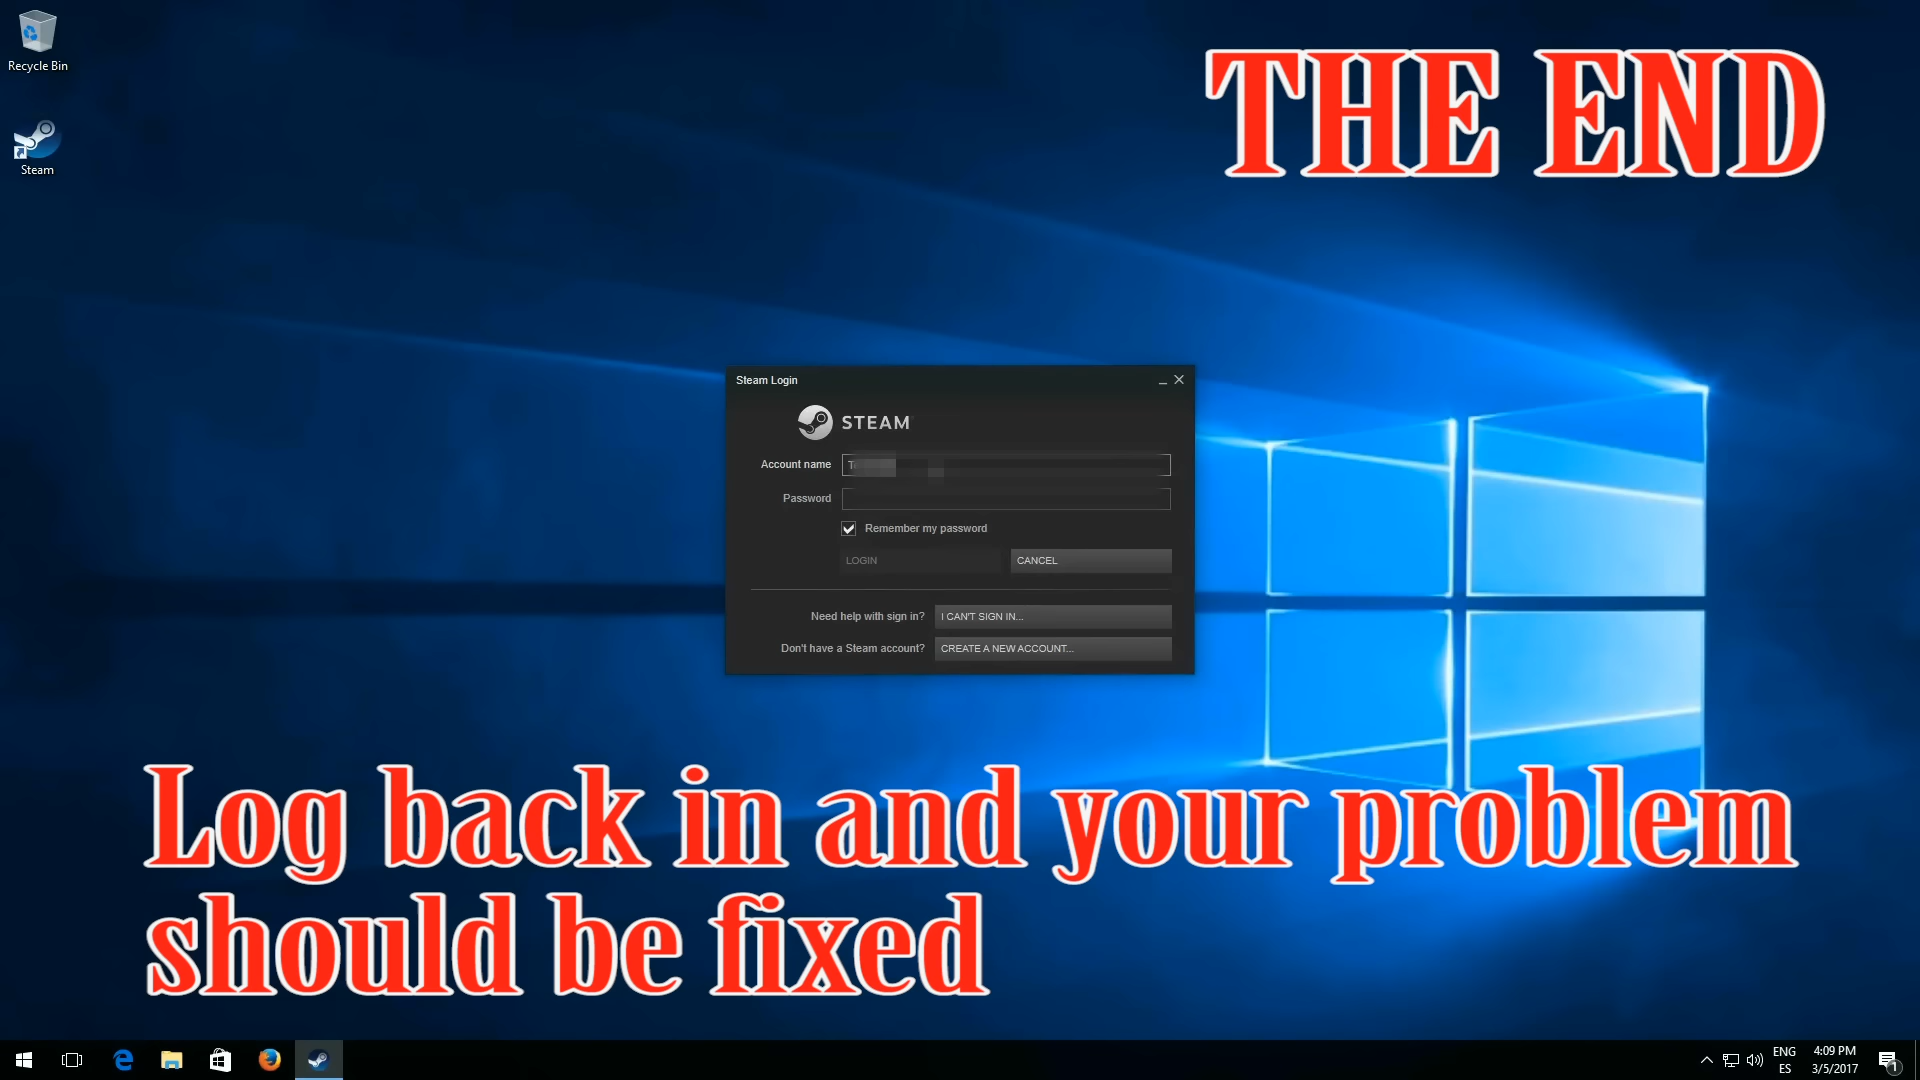 Recycle Bin
Steam
THE END
Steam Login
STEAM
Account name
Password
Remember my password
LOGIN
CANCEL
Need help with sign in?
I CAN'T SIGN IN...
Don't have a Steam account?
CREATE A NEW ACCOUNT...
Log back in and your problem
should be fixed
ENG
ES
4:09 PM
3/5/2017
1